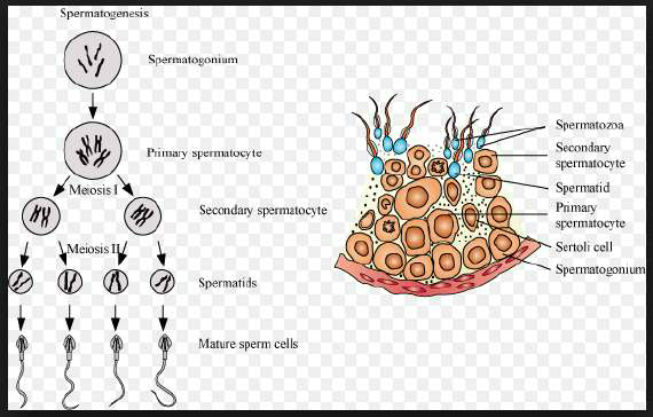 Spermatogenesis
Spermatogonium
Primary spermatocyte
Meiosis I
Secondary spermatocyte
Meiosis II
Spermatids
Mature sperm cells
Spermatozoa
Secondary
spermatocyte
Spermatid
Primary
spermatocyte
Sertoli cell
Spermatogonium